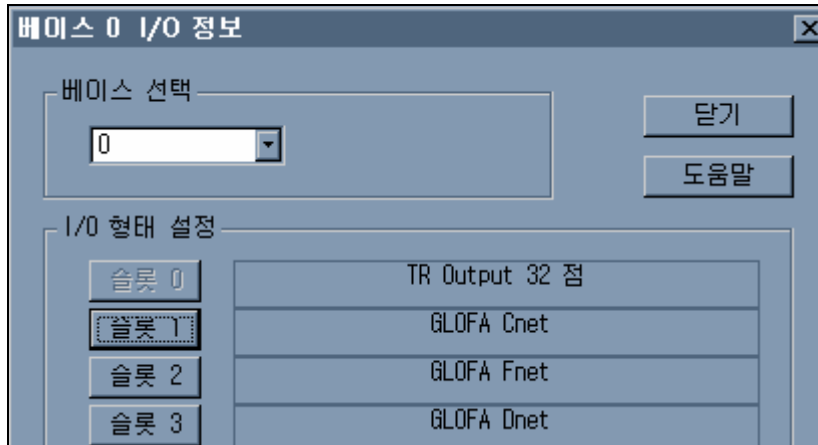 베이스 0 I/O 정보
베이스 선택
0
닫기
도움말
I/O 형태 설정
슬롯 0 TR Output 32 점
슬롯 1 GLOFA Cnet
슬롯 2 GLOFA Fnet
슬롯 3 GLOFA Dnet